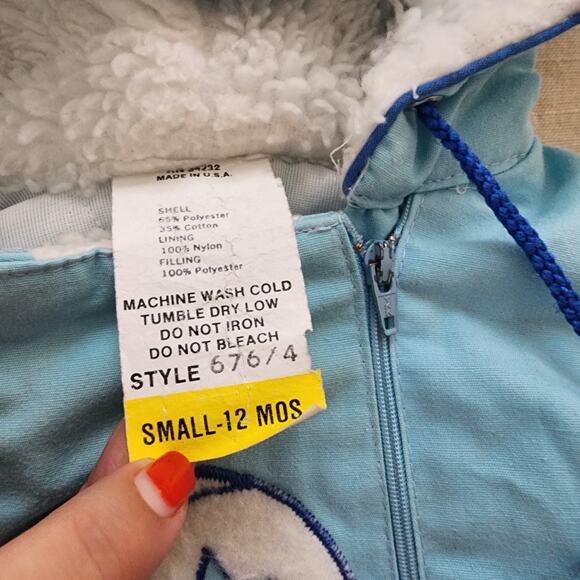 34232
MADE IN U.S.A.
SHELL
65% Polyester
35% Cotton
LINING
100% Nylon
FILLING
100% Polyester
MACHINE WASH COLD
TUMBLE DRY LOW
DO NOT IRON
DO NOT BLEACH
STYLE 676/4
SMALL-12 MOS